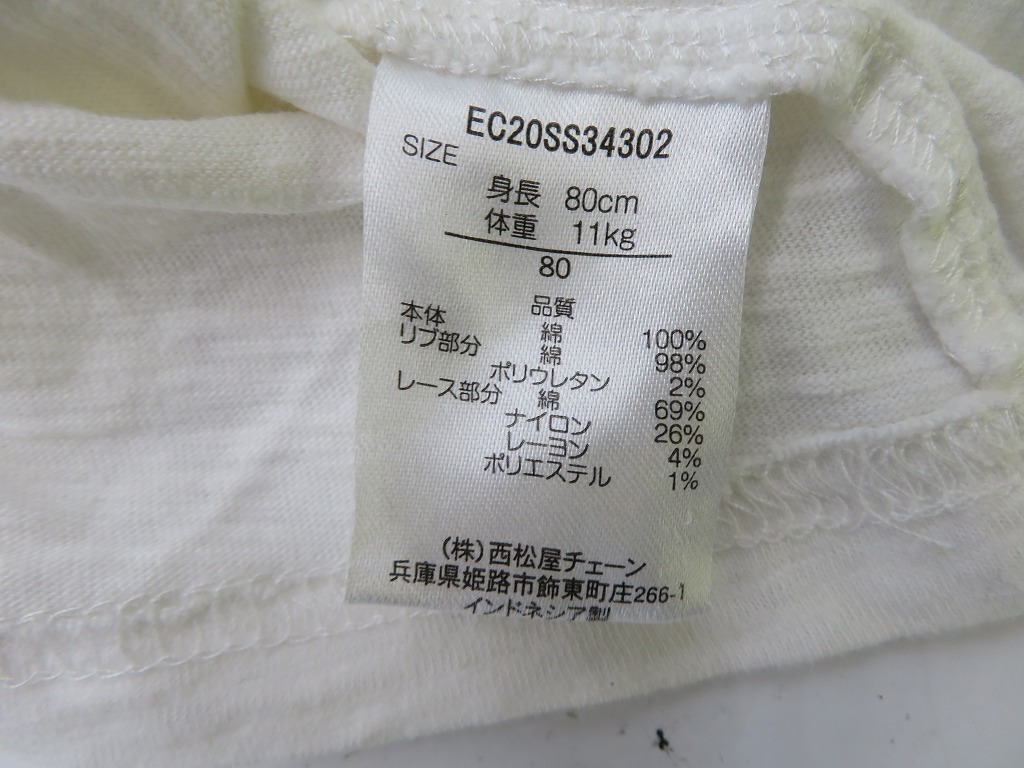 EC20SS34302
SIZE
身長 80cm
体重 11kg
80
品質
本体 綿 100%
リブ部分 綿 98%
ポリウレタン 2%
レース部分 綿 69%
ナイロン 26%
レーヨン 4%
ポリエステル 1%
(株)西松屋チェーン
兵庫県姫路市飾東町庄266-1
インドネシア製